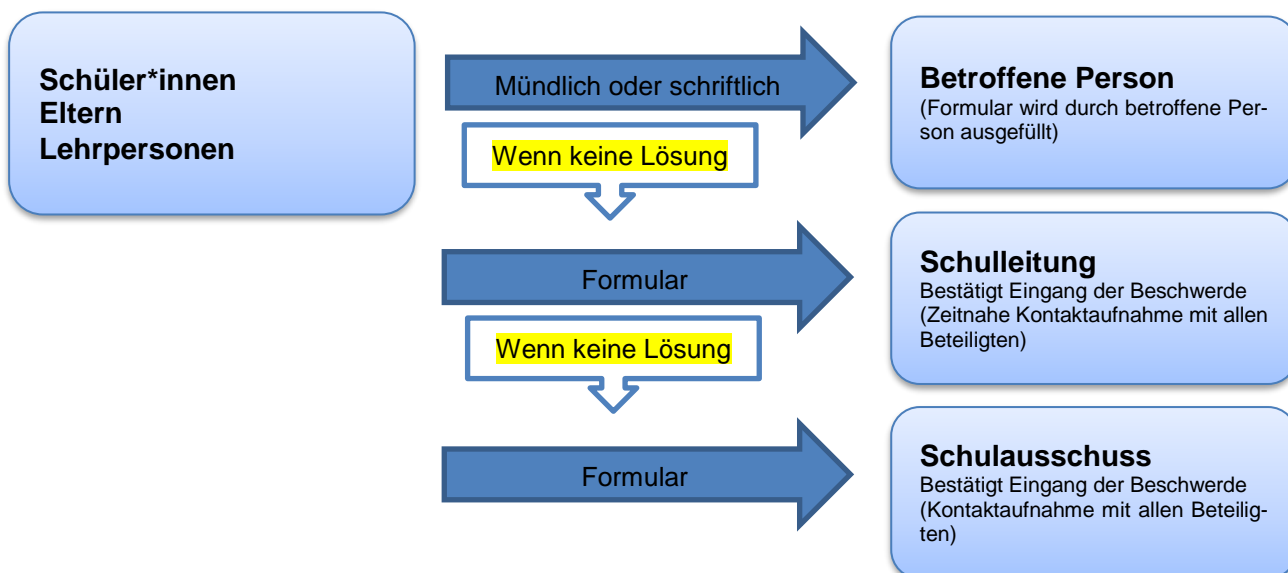 Schüler*innen
Eltern
Lehrpersonen
Mündlich oder schriftlich
Betroffene Person
(Formular wird durch betroffene Per-
son ausgefüllt)
Wenn keine Lösung
Formular
Schulleitung
Bestätigt Eingang der Beschwerde
(Zeitnahe Kontaktaufnahme mit allen
Beteiligten)
Wenn keine Lösung
Formular
Schulausschuss
Bestätigt Eingang der Beschwerde
(Kontaktaufnahme mit allen Beteilig-
ten)